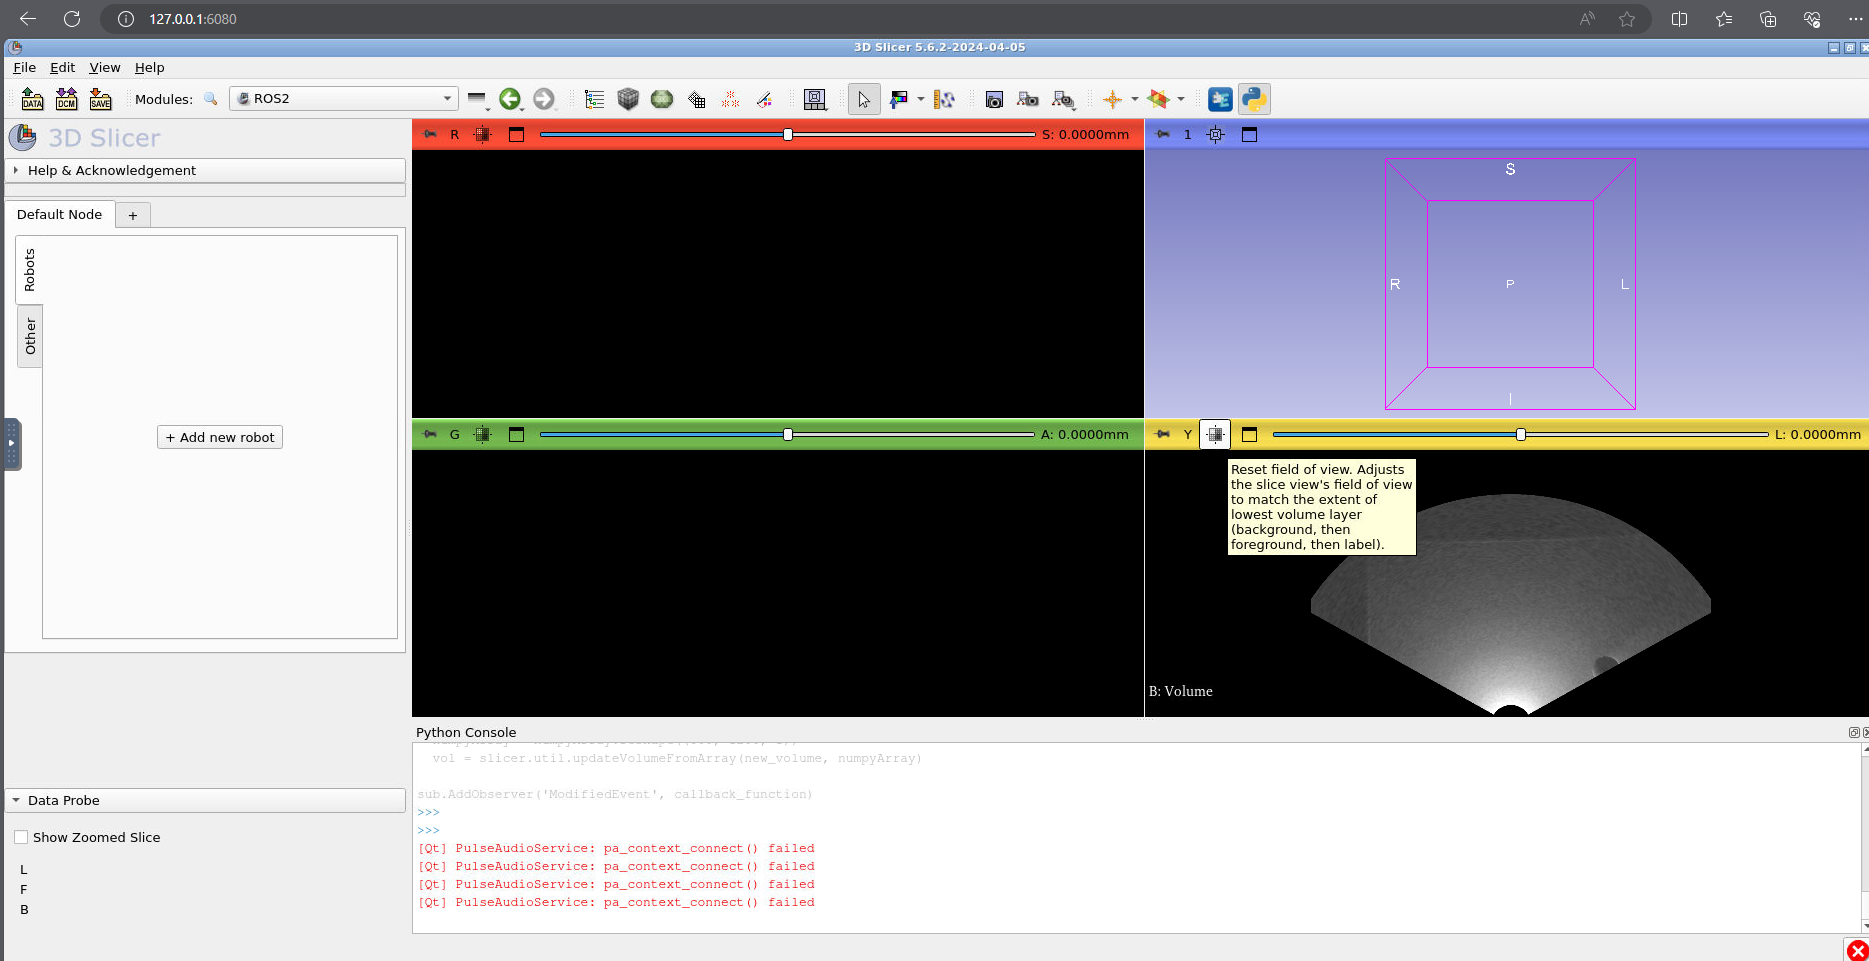 127.0.0.1:6080
3D Slicer 5.6.2-2024-04-05
File Edit View Help
DATA DCM SAVE Modules: ROS2
3D Slicer
Help & Acknowledgement
Default Node +
Robots
Other
+ Add new robot
Data Probe
Show Zoomed Slice
L
F
B
R S: 0.0000mm
1
S
R P L
I
G A: 0.0000mm
Y L: 0.0000mm
Reset field of view. Adjusts
the slice view's field of view
to match the extent of
lowest volume layer
(background, then
foreground, then label).
B: Volume
Python Console
vol = slicer.util.updateVolumeFromArray(new_volume, numpyArray)
sub.AddObserver('ModifiedEvent', callback_function)
>>>
>>>
[Qt] PulseAudioService: pa_context_connect() failed
[Qt] PulseAudioService: pa_context_connect() failed
[Qt] PulseAudioService: pa_context_connect() failed
[Qt] PulseAudioService: pa_context_connect() failed